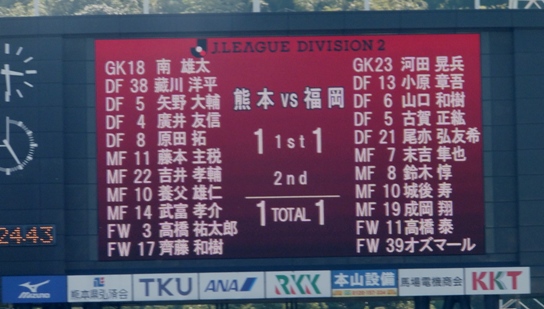 J.LEAGUE DIVISION 2
GK18 南 雄太
DF 38 藏川 洋平
DF 5 矢野 大輔
DF 4 廣井 友信
DF 8 原田 拓
MF 11 藤本 主税
MF 22 吉井 孝輔
MF 10 養父 雄仁
MF 14 武富 孝介
FW 3 高橋 祐太郎
FW 17 齊藤 和樹
熊本 vs 福岡
1 1st 1
2nd
1 TOTAL 1
GK23 河田 晃兵
DF 13 小原 章吾
DF 6 山口 和樹
DF 5 古賀 正紘
DF 21 尾亦 弘友希
MF 7 末吉 隼也
MF 8 鈴木 惇
MF 10 城後 寿
MF 19 成岡 翔
FW 11 高橋 泰
FW 39 オズマール
24:43
MIZUNO
TKU
ANA
RKK
本山設備
馬場電機商会
KKT